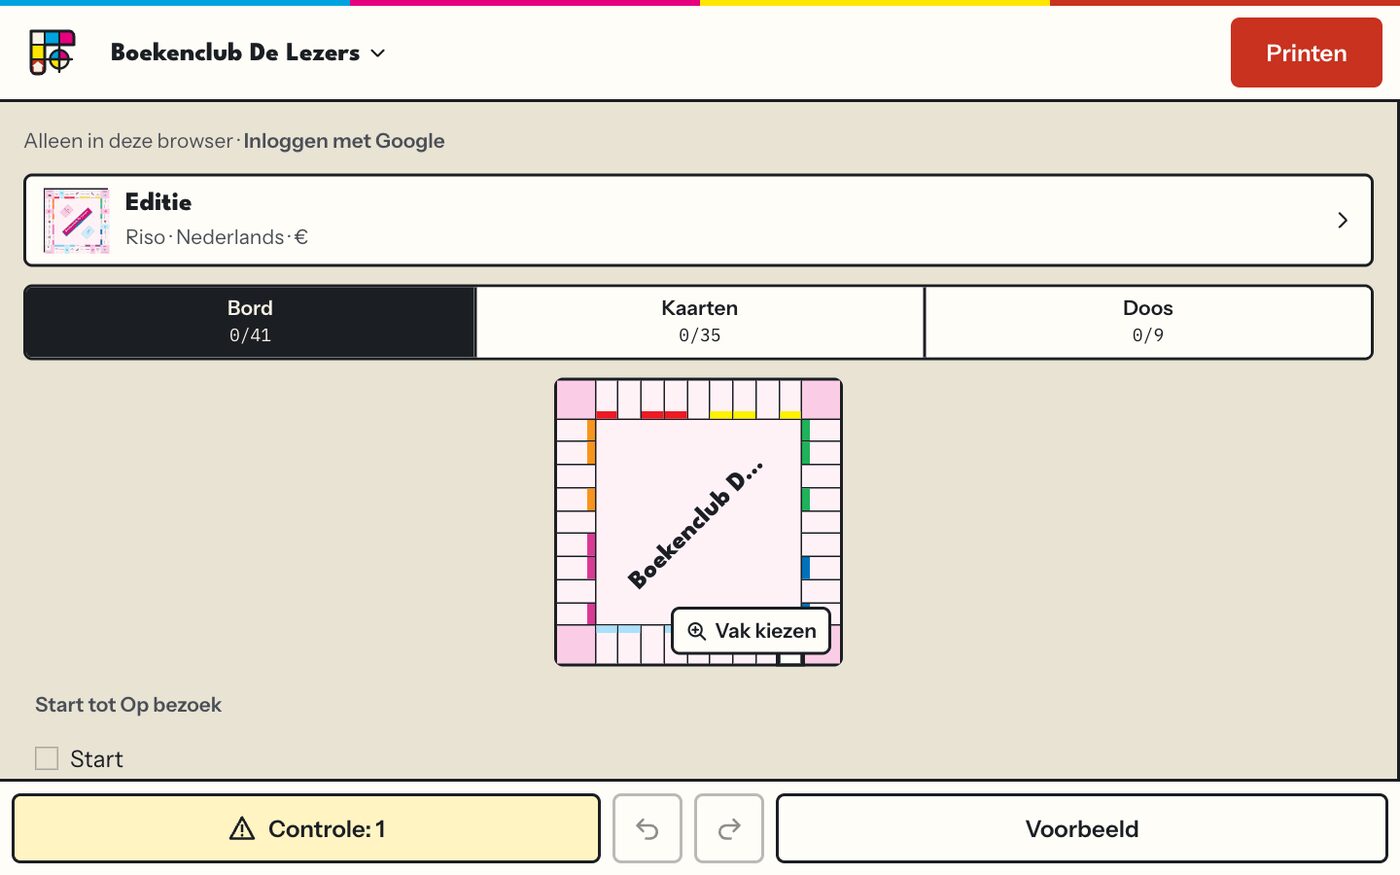 Boekenclub De Lezers
Printen
Alleen in deze browser · Inloggen met Google
Editie
Riso · Nederlands · €
Bord
0/41
Kaarten
0/35
Doos
0/9
Boekenclub D...
Vak kiezen
Start tot Op bezoek
Start
Controle: 1
Voorbeeld